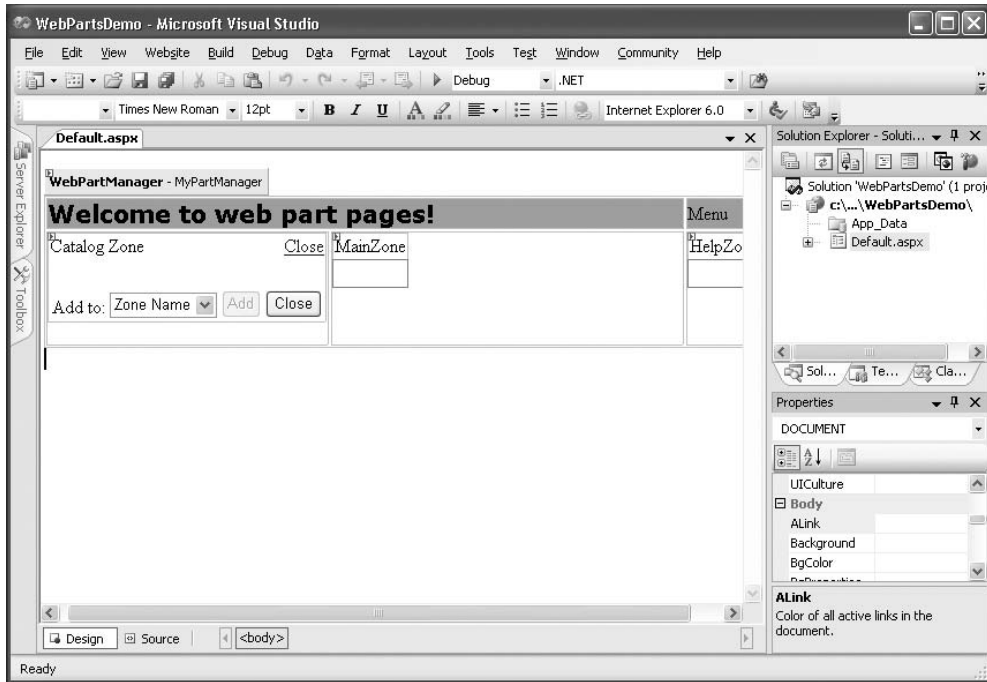 WebPartsDemo - Microsoft Visual Studio
File Edit View Website Build Debug Data Format Layout Tools Test Window Community Help
Debug .NET
Times New Roman 12pt B I U A Internet Explorer 6.0
Default.aspx
Server Explorer
Toolbox
WebPartManager - MyPartManager
Welcome to web part pages! Menu
Catalog Zone Close MainZone HelpZo
Add to: Zone Name Add Close
Design Source <body>
Solution Explorer - Soluti...
Solution 'WebPartsDemo' (1 proj
c:\...\WebPartsDemo\
App_Data
Default.aspx
Sol... Te... Cla...
Properties
DOCUMENT
UICulture
Body
ALink
Background
BgColor
ALink
Color of all active links in the
document.
Ready